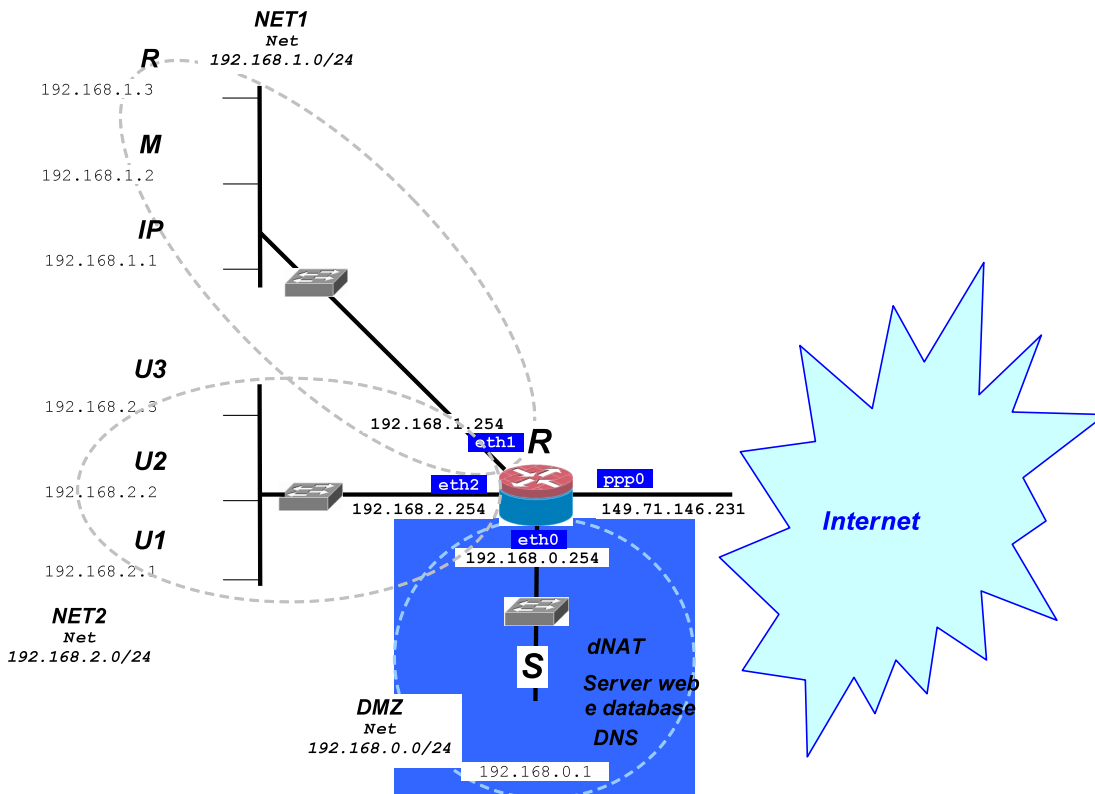 NET1
Net
192.168.1.0/24
R
192.168.1.3
M
192.168.1.2
IP
192.168.1.1
U3
192.168.2.3
U2
192.168.2.2
U1
192.168.2.1
NET2
Net
192.168.2.0/24
192.168.1.254
eth1
R
eth2
192.168.2.254
ppp0
149.71.146.231
eth0
192.168.0.254
Internet
S
dNAT
Server web
e database
DNS
DMZ
Net
192.168.0.0/24
192.168.0.1